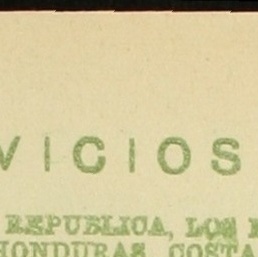 VICIOS
REPUBLICA, LOS
HONDURAS, COSTA